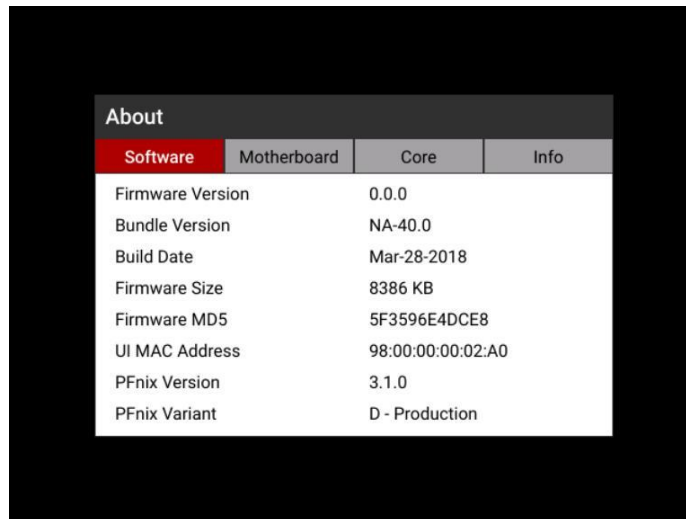 About
Software Motherboard Core Info
Firmware Version 0.0.0
Bundle Version NA-40.0
Build Date Mar-28-2018
Firmware Size 8386 KB
Firmware MD5 5F3596E4DCE8
UI MAC Address 98:00:00:00:02:A0
PFnix Version 3.1.0
PFnix Variant D - Production